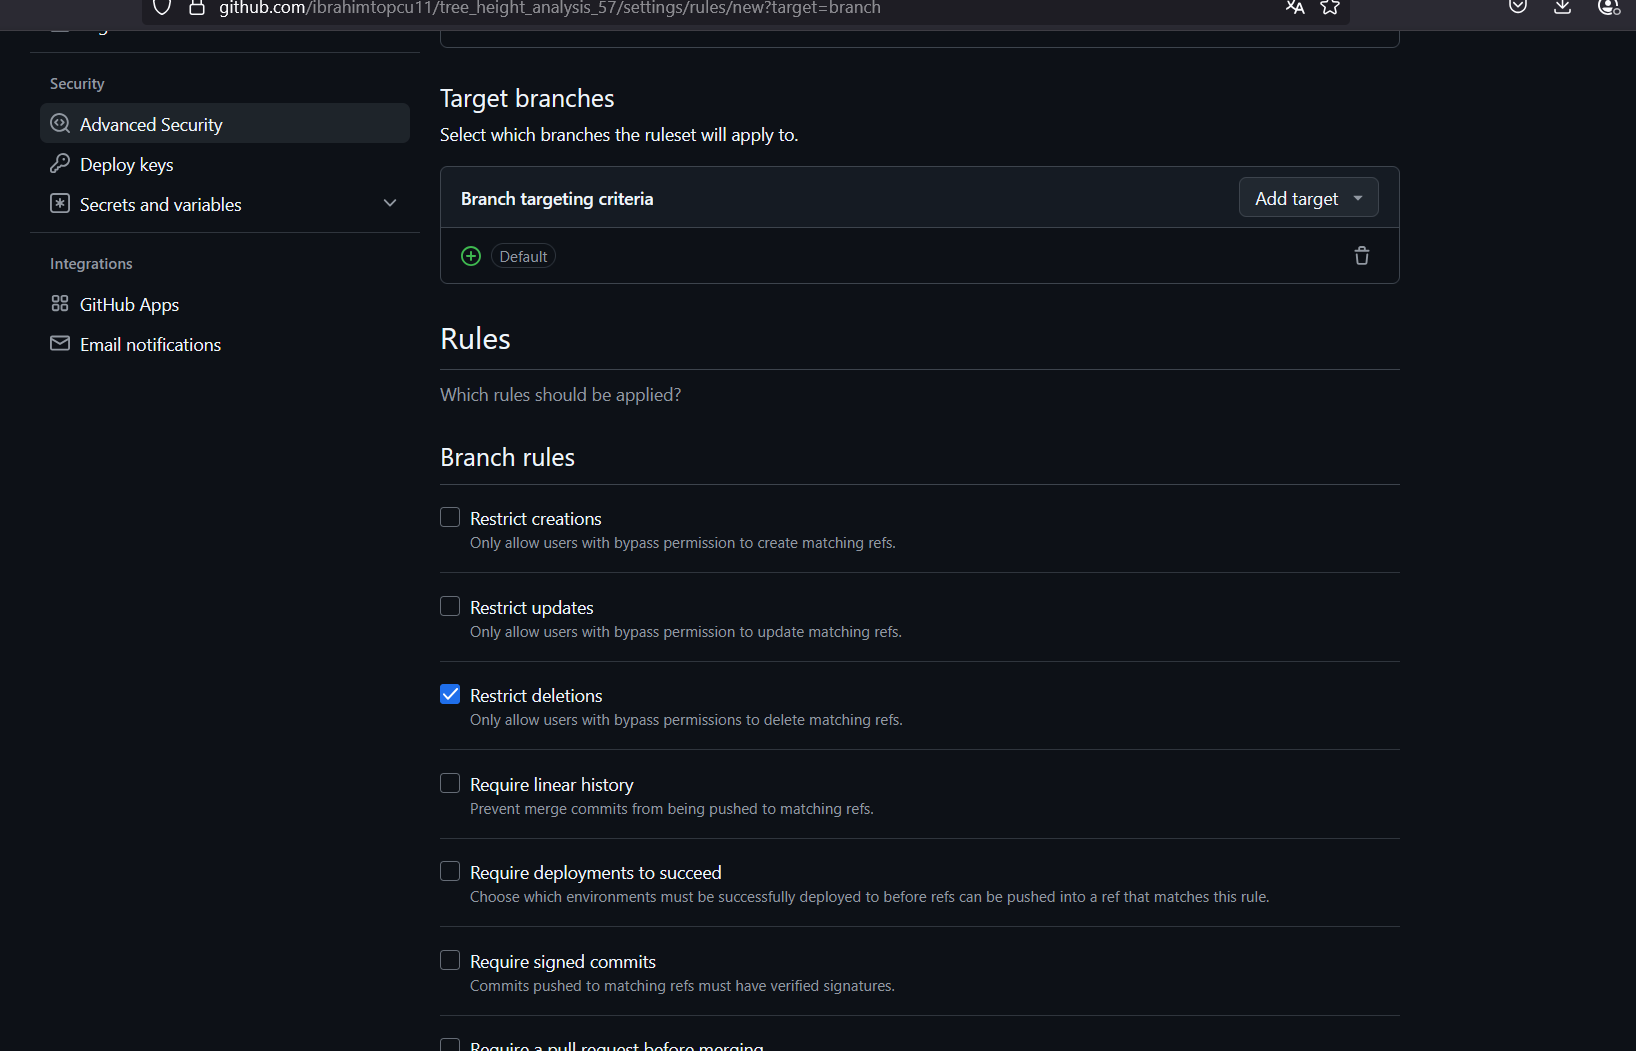 github.com/ibrahimtopcu11/tree_height_analysis_57/settings/rules/new?target=branch
Security
Advanced Security
Deploy keys
Secrets and variables
Integrations
GitHub Apps
Email notifications
Target branches
Select which branches the ruleset will apply to.
Branch targeting criteria
Add target
Default
Rules
Which rules should be applied?
Branch rules
Restrict creations
Only allow users with bypass permission to create matching refs.
Restrict updates
Only allow users with bypass permission to update matching refs.
Restrict deletions
Only allow users with bypass permissions to delete matching refs.
Require linear history
Prevent merge commits from being pushed to matching refs.
Require deployments to succeed
Choose which environments must be successfully deployed to before refs can be pushed into a ref that matches this rule.
Require signed commits
Commits pushed to matching refs must have verified signatures.
Require a pull request before merging